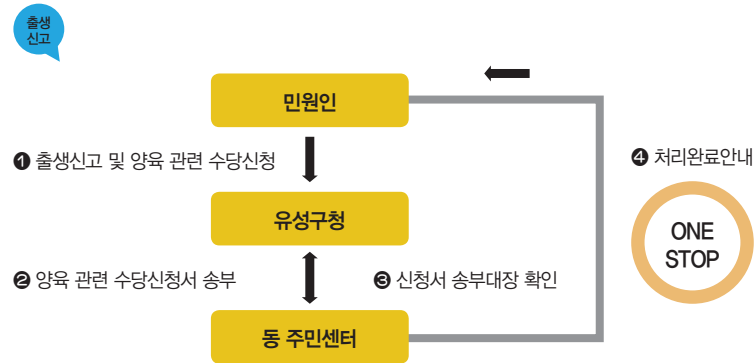 출생
신고
민원인
❶ 출생신고 및 양육 관련 수당신청
❹ 처리완료안내
유성구청
ONE
STOP
❷ 양육 관련 수당신청서 송부
❸ 신청서 송부대장 확인
동 주민센터